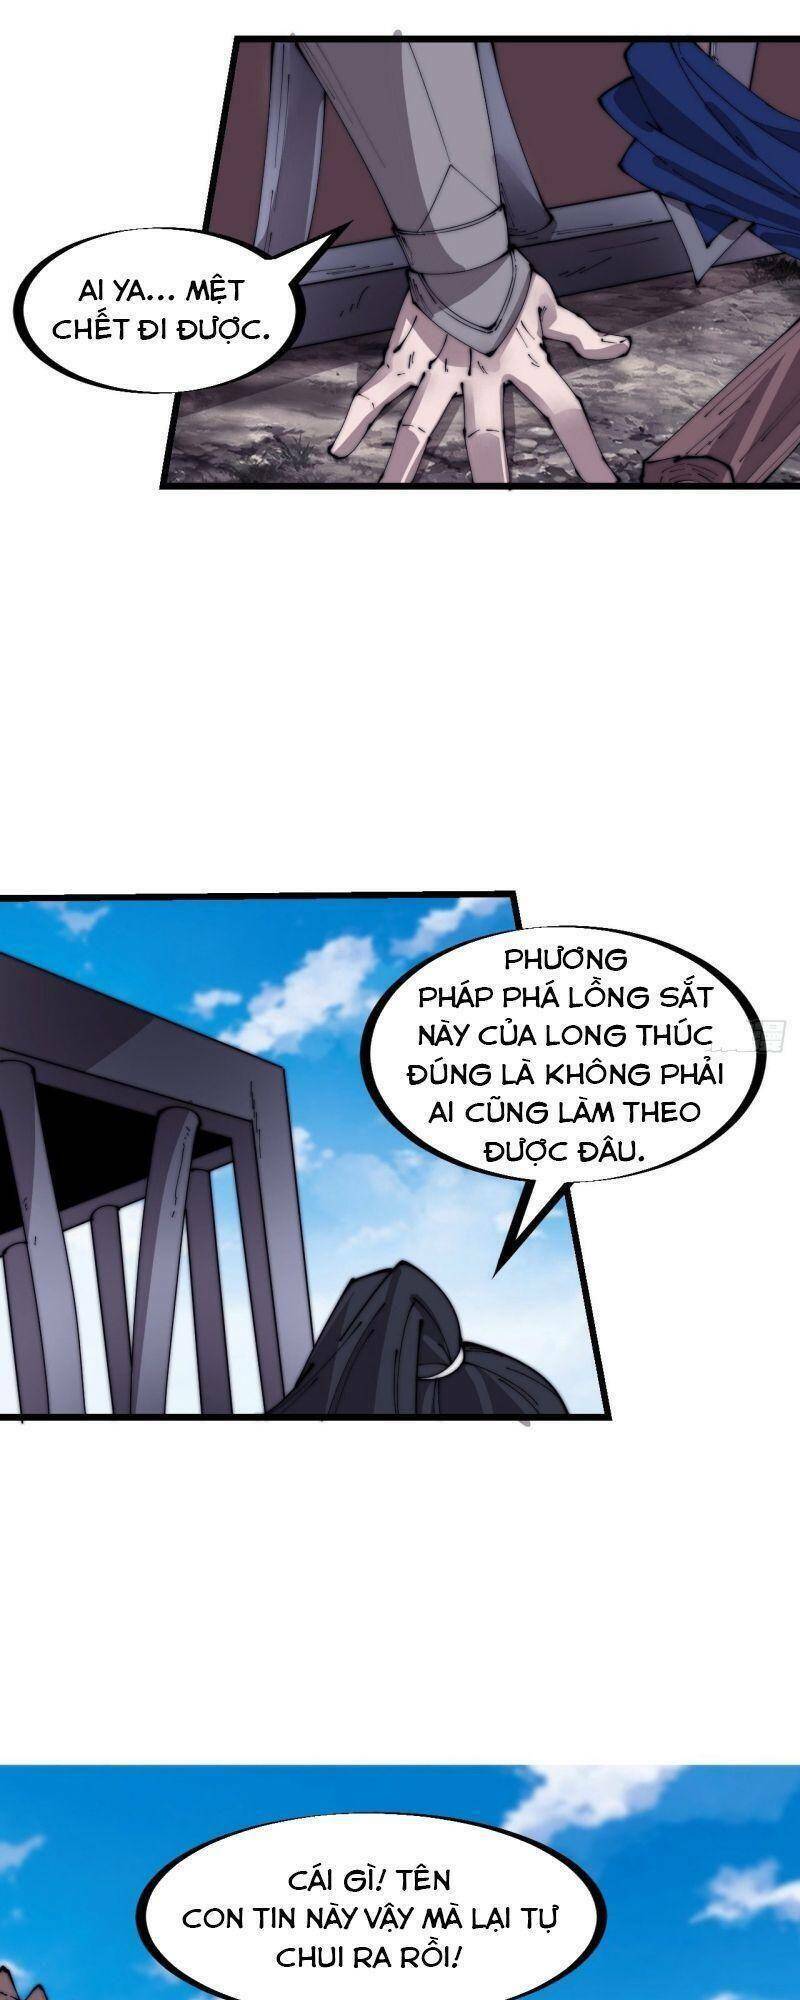 AI YA... MỆT
CHẾT ĐI ĐƯỢC.
PHƯƠNG
PHÁP PHÁ LỒNG SẮT
NÀY CỦA LONG THÚC
ĐÚNG LÀ KHÔNG PHẢI
AI CŨNG LÀM THEO
ĐƯỢC ĐÂU.
CÁI GÌ! TÊN
CON TIN NÀY VẬY MÀ LẠI TỰ
CHUI RA RỒI!